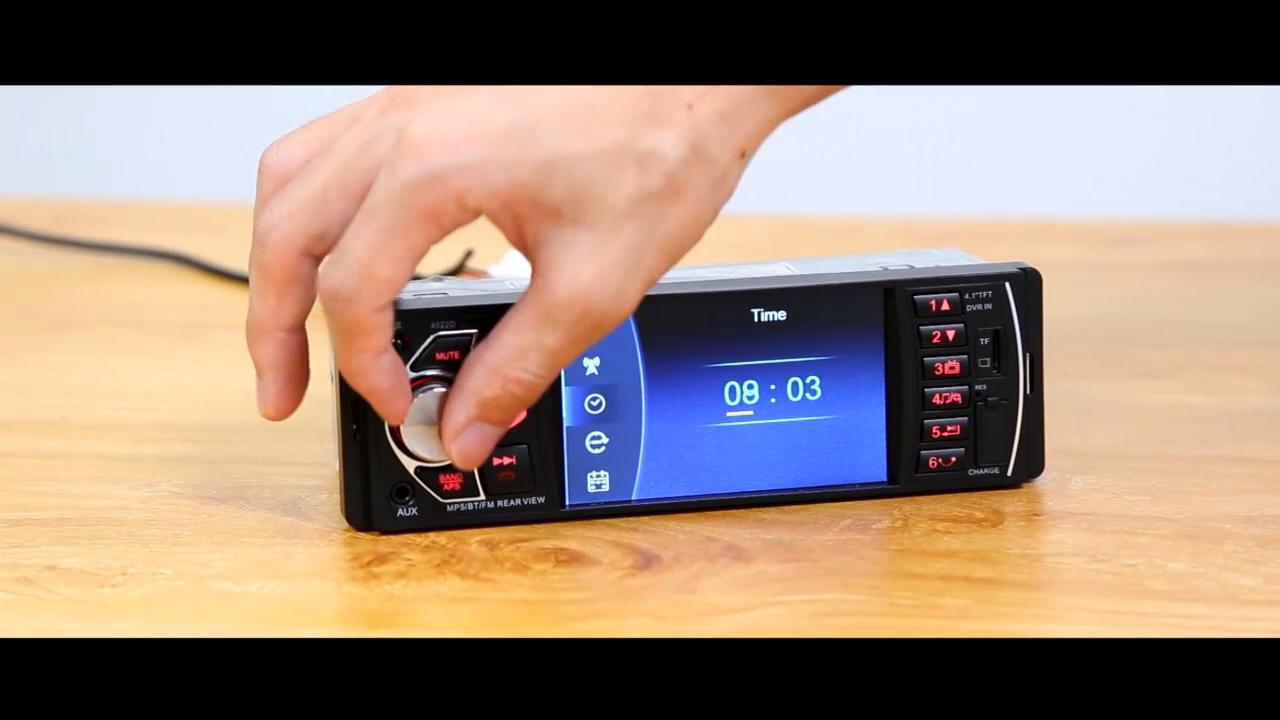 4022D
MUTE
BAND
APS
AUX
MP5/BT/FM REAR VIEW
Time
: 03
1
2
3
4
5
6
4.1"TFT
DVR IN
TF
RES
CHARGE